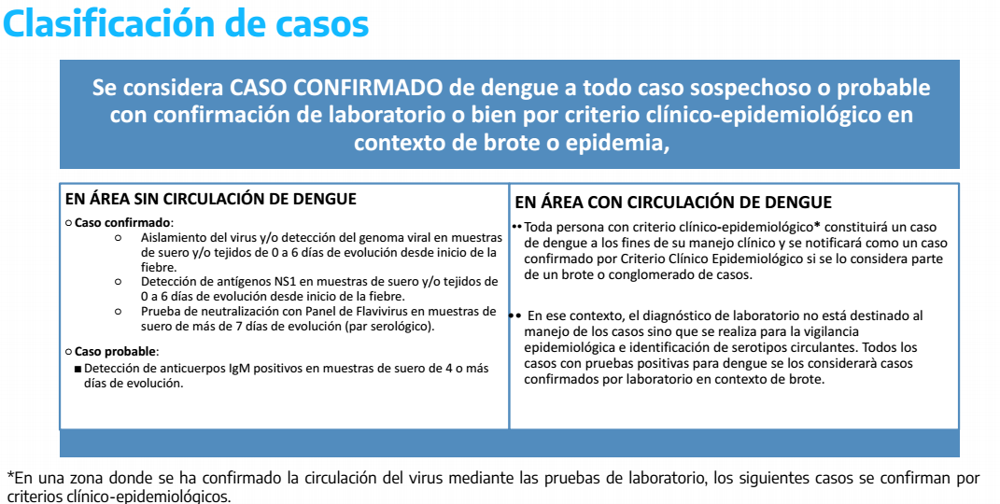 Clasificación de casos
Se considera CASO CONFIRMADO de dengue a todo caso sospechoso o probable
con confirmación de laboratorio o bien por criterio clínico-epidemiológico en
contexto de brote o epidemia,
EN ÁREA SIN CIRCULACIÓN DE DENGUE
○ Caso confirmado:
○ Aislamiento del virus y/o detección del genoma viral en muestras
de suero y/o tejidos de 0 a 6 días de evolución desde inicio de la
fiebre.
○ Detección de antígenos NS1 en muestras de suero y/o tejidos de
0 a 6 días de evolución desde inicio de la fiebre.
○ Prueba de neutralización con Panel de Flavivirus en muestras de
suero de más de 7 días de evolución (par serológico).
○ Caso probable:
■ Detección de anticuerpos IgM positivos en muestras de suero de 4 o más
días de evolución.
EN ÁREA CON CIRCULACIÓN DE DENGUE
•• Toda persona con criterio clínico-epidemiológico* constituirá un caso
de dengue a los fines de su manejo clínico y se notificará como un caso
confirmado por Criterio Clínico Epidemiológico si se lo considera parte
de un brote o conglomerado de casos.
•• En ese contexto, el diagnóstico de laboratorio no está destinado al
manejo de los casos sino que se realiza para la vigilancia
epidemiológica e identificación de serotipos circulantes. Todos los
casos con pruebas positivas para dengue se los considerarà casos
confirmados por laboratorio en contexto de brote.
*En una zona donde se ha confirmado la circulación del virus mediante las pruebas de laboratorio, los siguientes casos se confirman por
criterios clínico-epidemiológicos.